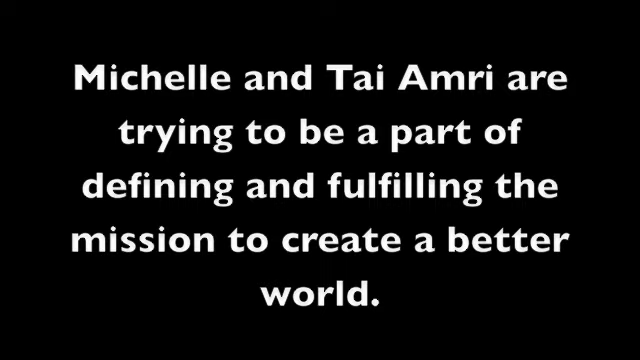 Michelle and Tai Amri are
trying to be a part of
defining and fulfilling the
mission to create a better
world.